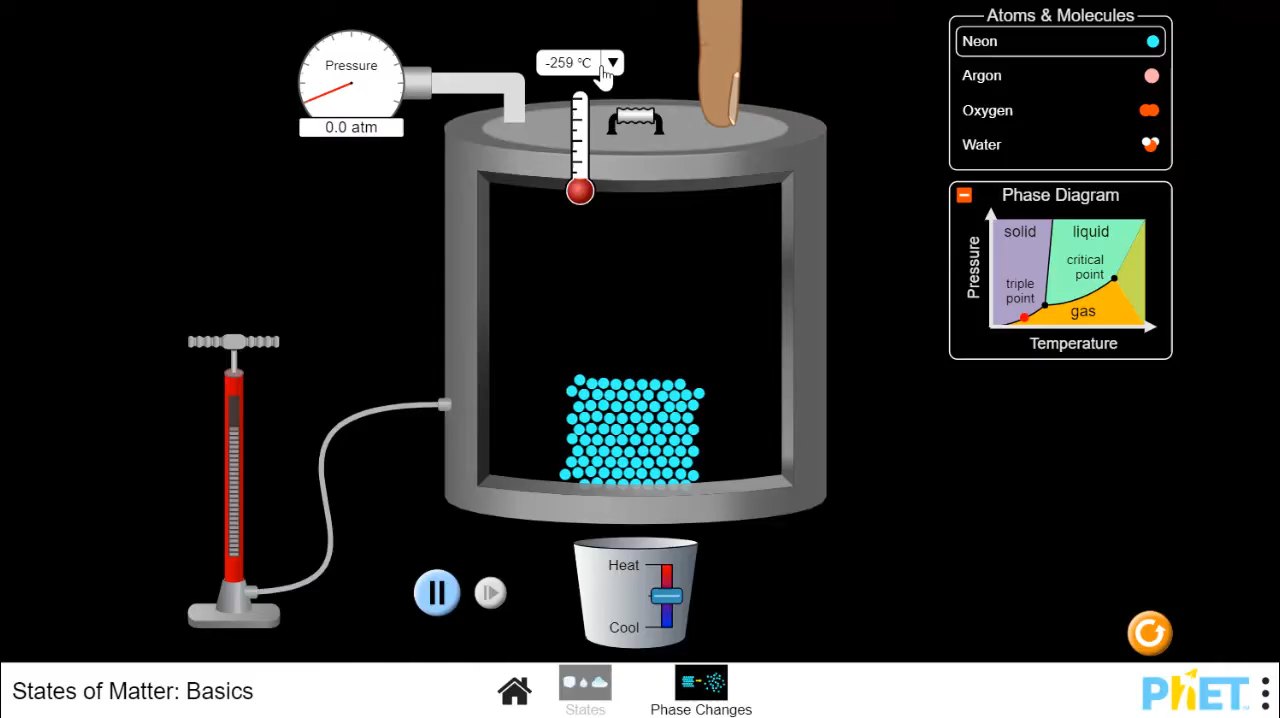 Pressure
0.0 atm
-259 °C
Atoms & Molecules
Neon
Argon
Oxygen
Water
Phase Diagram
Pressure
solid
liquid
critical
point
triple
point
gas
Temperature
Heat
Cool
States of Matter: Basics
States
Phase Changes
PhET